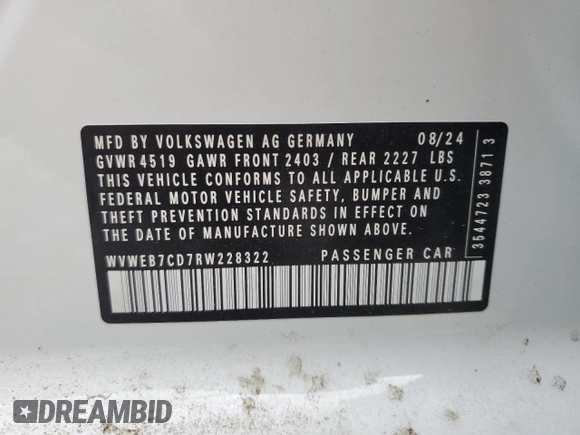 MFD BY VOLKSWAGEN AG GERMANY 08/24
GVWR 4519 GAWR FRONT 2403 / REAR 2227 LBS
THIS VEHICLE CONFORMS TO ALL APPLICABLE U.S.
FEDERAL MOTOR VEHICLE SAFETY, BUMPER AND
THEFT PREVENTION STANDARDS IN EFFECT ON
THE DATE OF MANUFACTURE SHOWN ABOVE.
WVWEB7CD7RW228322 PASSENGER CAR
3544723 3871 3
DREAMBID